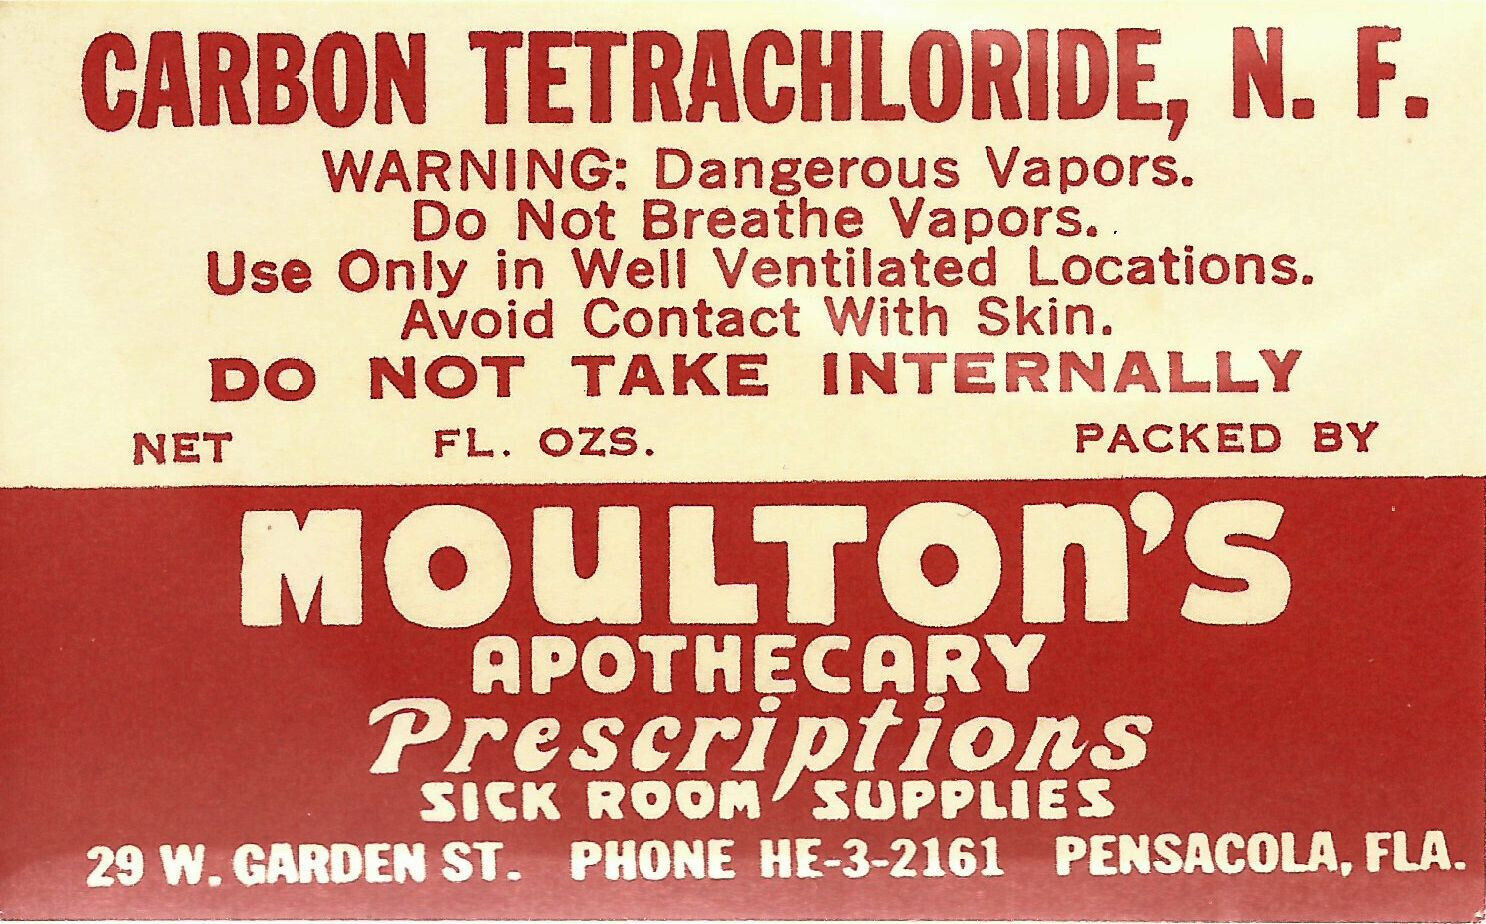 CARBON TETRACHLORIDE, N. F.
WARNING: Dangerous Vapors.
Do Not Breathe Vapors.
Use Only in Well Ventilated Locations.
Avoid Contact With Skin.
DO NOT TAKE INTERNALLY
NET FL. OZS. PACKED BY
MOULTON'S
APOTHECARY
Prescriptions
SICK ROOM SUPPLIES
29 W. GARDEN ST. PHONE HE-3-2161 PENSACOLA, FLA.